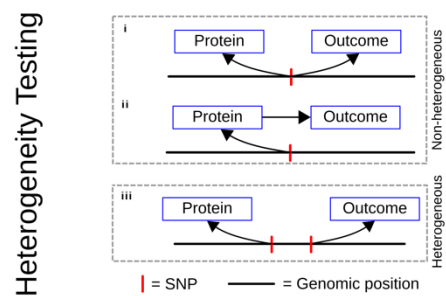 Heterogeneity Testing
i
Protein
Outcome
ii
Protein
Outcome
Non-heterogeneous
iii
Protein
Outcome
Heterogeneous
= SNP
= Genomic position